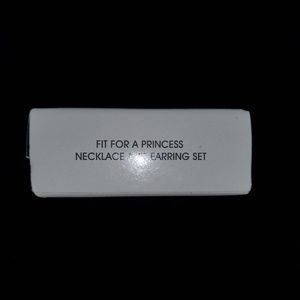 FIT FOR A PRINCESS
NECKLACE EARRING SET